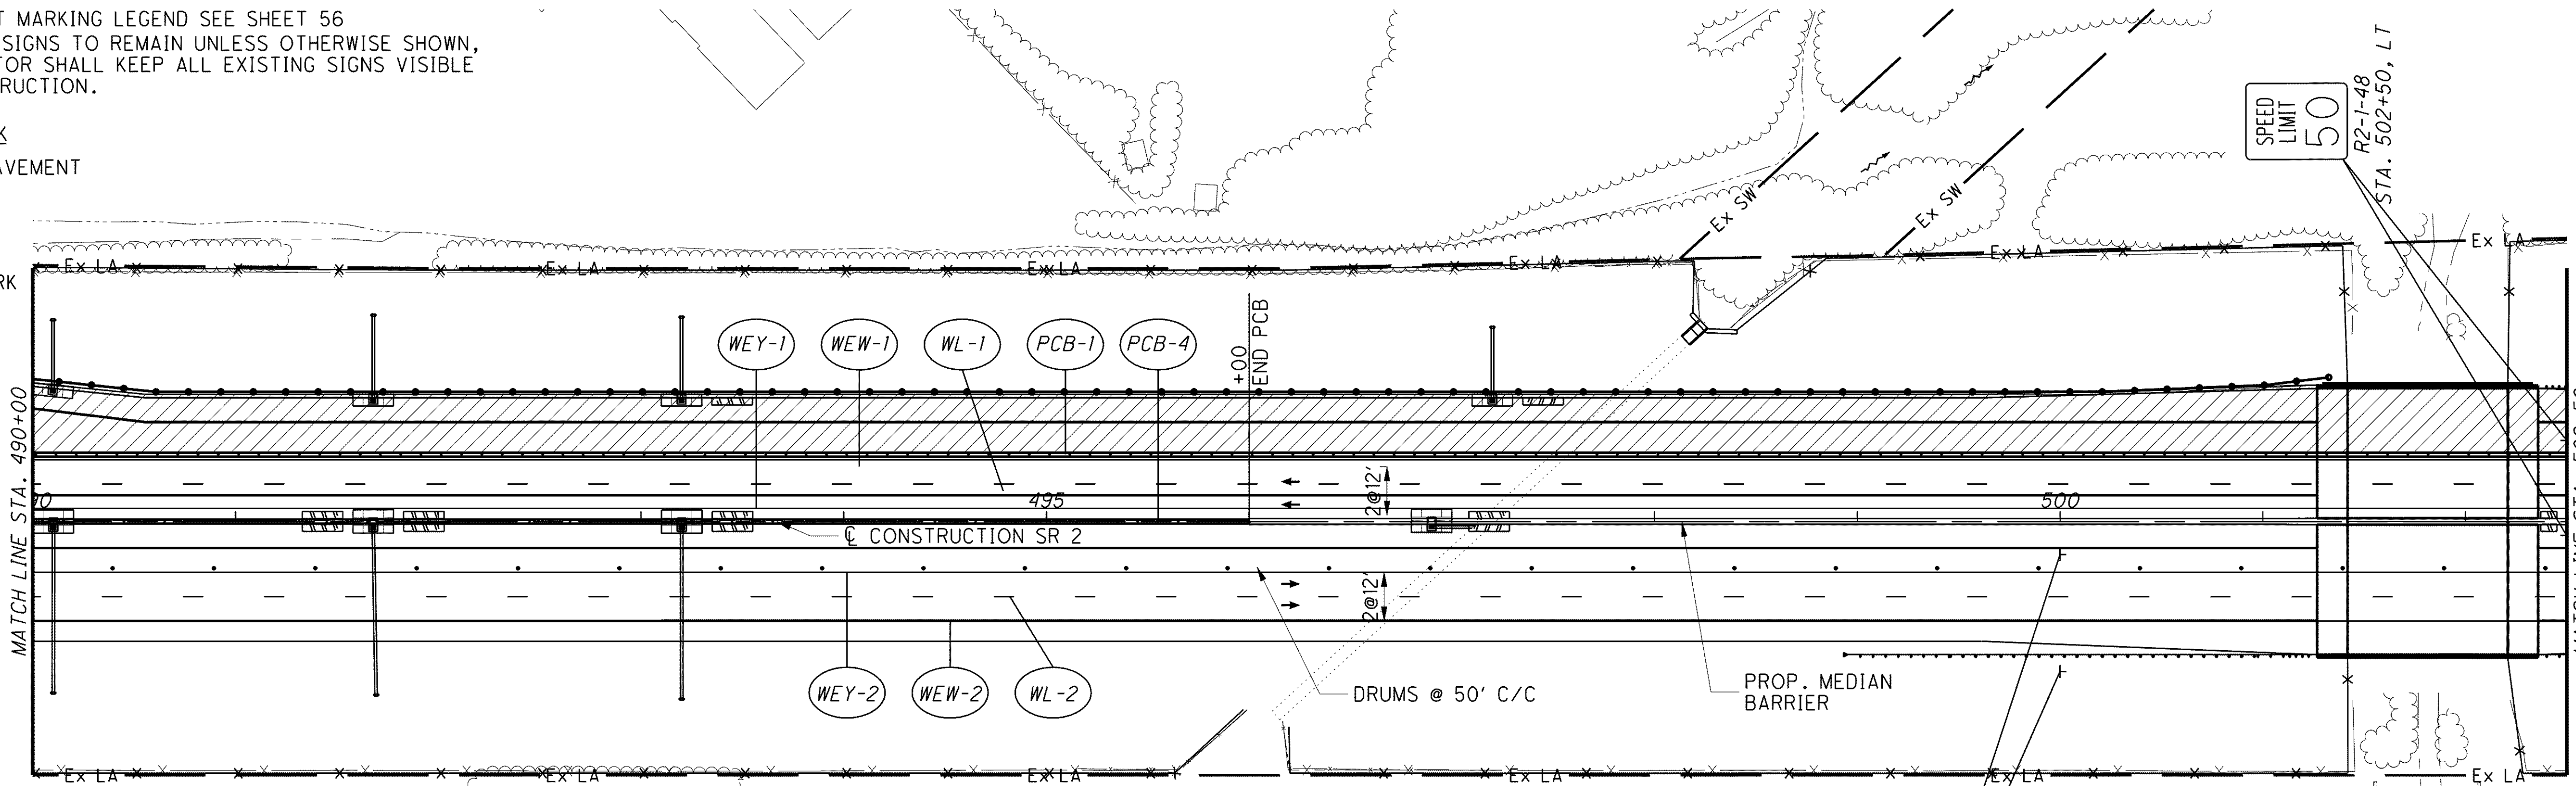 T MARKING LEGEND SEE SHEET 56
SIGNS TO REMAIN UNLESS OTHERWISE SHOWN,
TOR SHALL KEEP ALL EXISTING SIGNS VISIBLE
RUCTION.
K
AVEMENT
RK
SPEED
LIMIT
50
R2-1-48
STA. 502+50, LT
Ex SW
Ex SW
Ex LA
Ex LA
Ex LA
Ex LA
Ex LA
Ex LA
MATCH LINE STA. 490+00
WEY-1
WEW-1
WL-1
PCB-1
PCB-4
+00
END PCB
2@12'
90
495
500
℄ CONSTRUCTION SR 2
2@12'
WEY-2
WEW-2
WL-2
DRUMS @ 50' C/C
PROP. MEDIAN
BARRIER
Ex LA
Ex LA
Ex LA
Ex LA
Ex LA
Ex LA